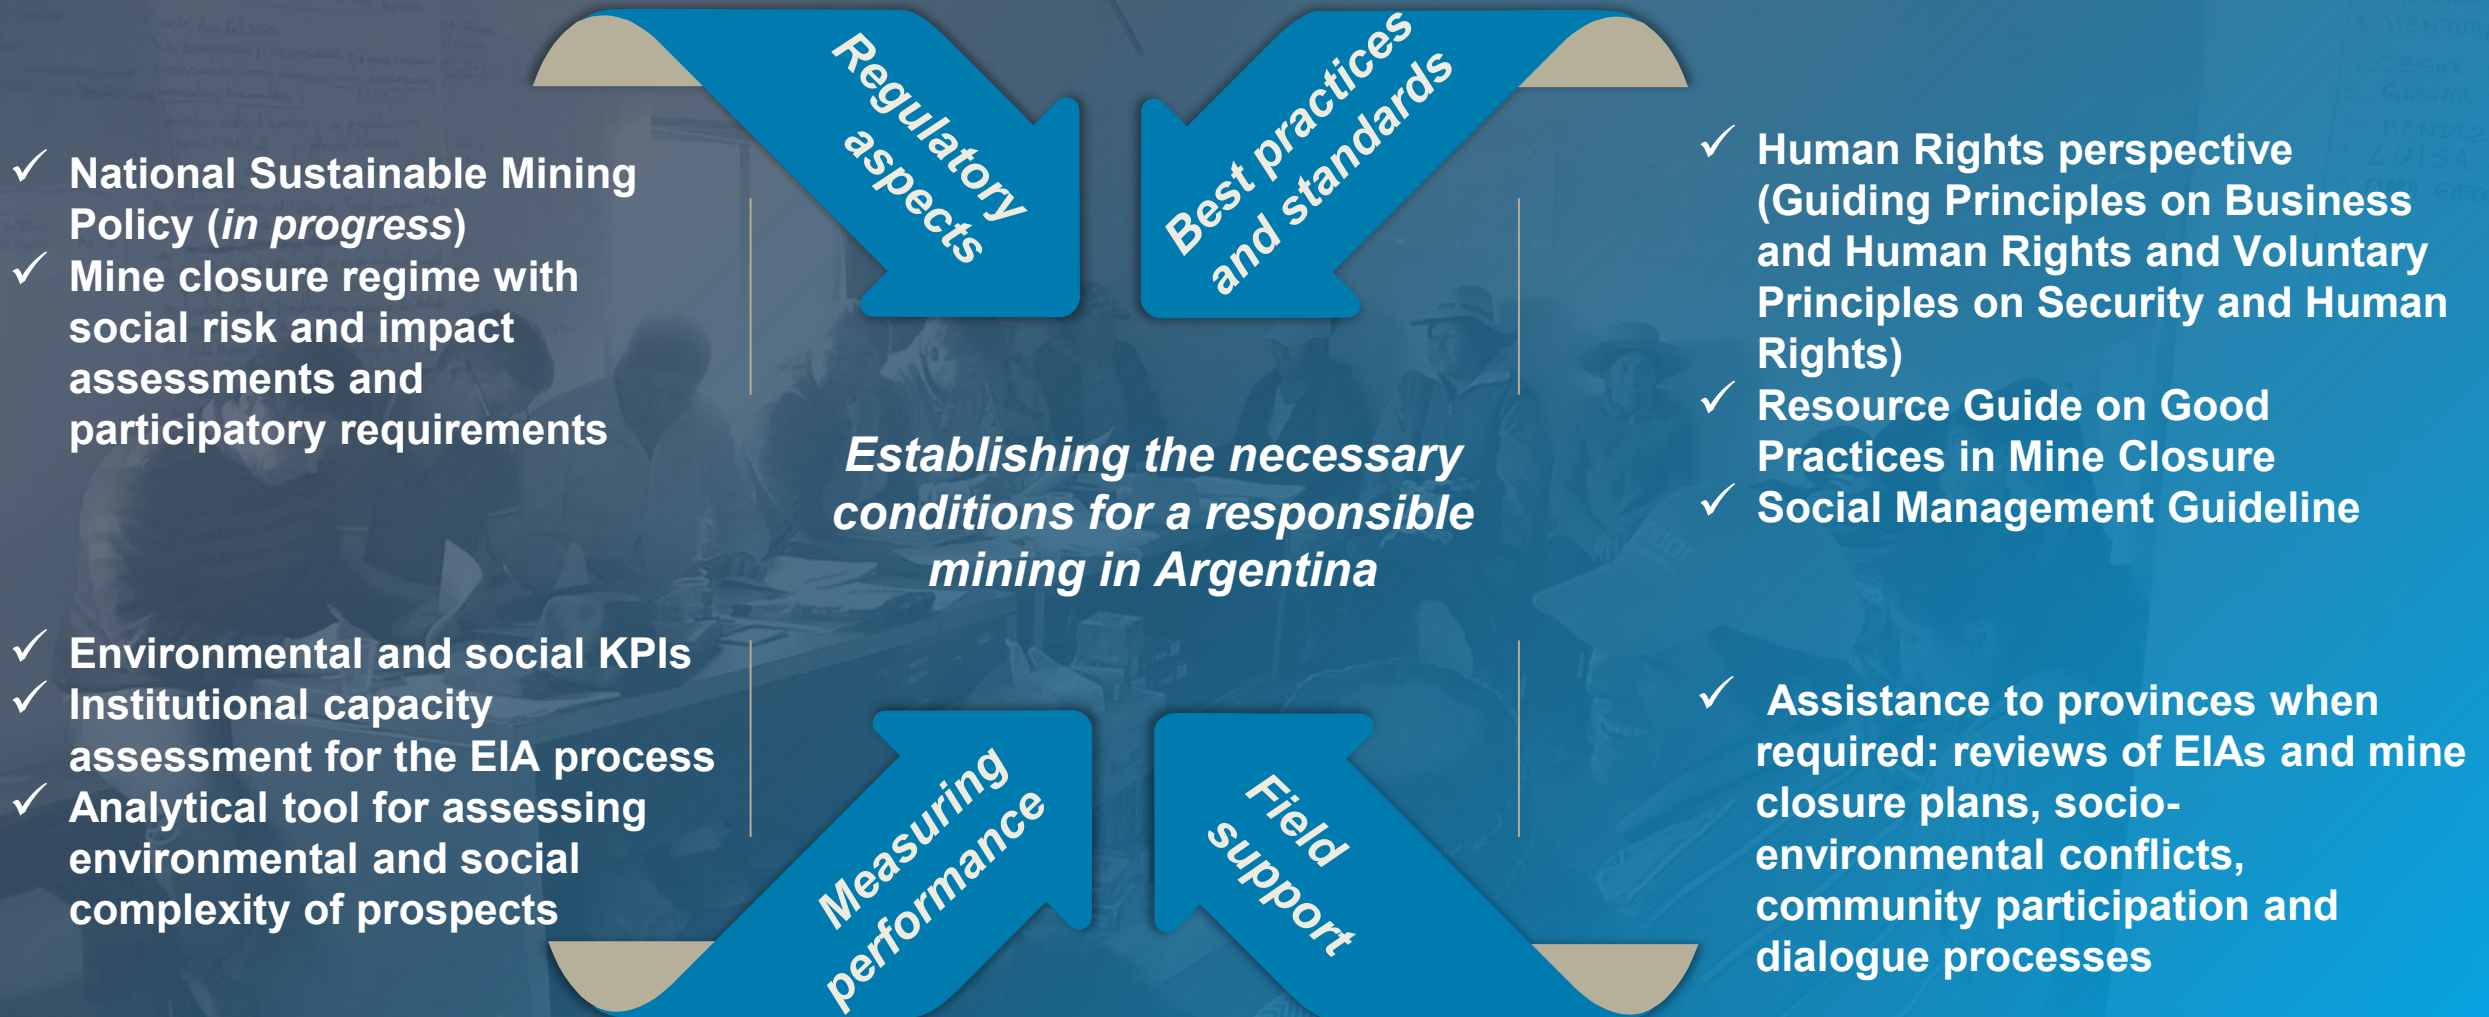 Regulatory
aspects
Best practices
and standards
National Sustainable Mining
Policy (in progress)
Mine closure regime with
social risk and impact
assessments and
participatory requirements
Human Rights perspective
(Guiding Principles on Business
and Human Rights and Voluntary
Principles on Security and Human
Rights)
Resource Guide on Good
Practices in Mine Closure
Social Management Guideline
Establishing the necessary
conditions for a responsible
mining in Argentina
Environmental and social KPIs
Institutional capacity
assessment for the EIA process
Analytical tool for assessing
environmental and social
complexity of prospects
Measuring
performance
Field
support
Assistance to provinces when
required: reviews of EIAs and mine
closure plans, socio-
environmental conflicts,
community participation and
dialogue processes
CESAR
GASPAR
LUISA